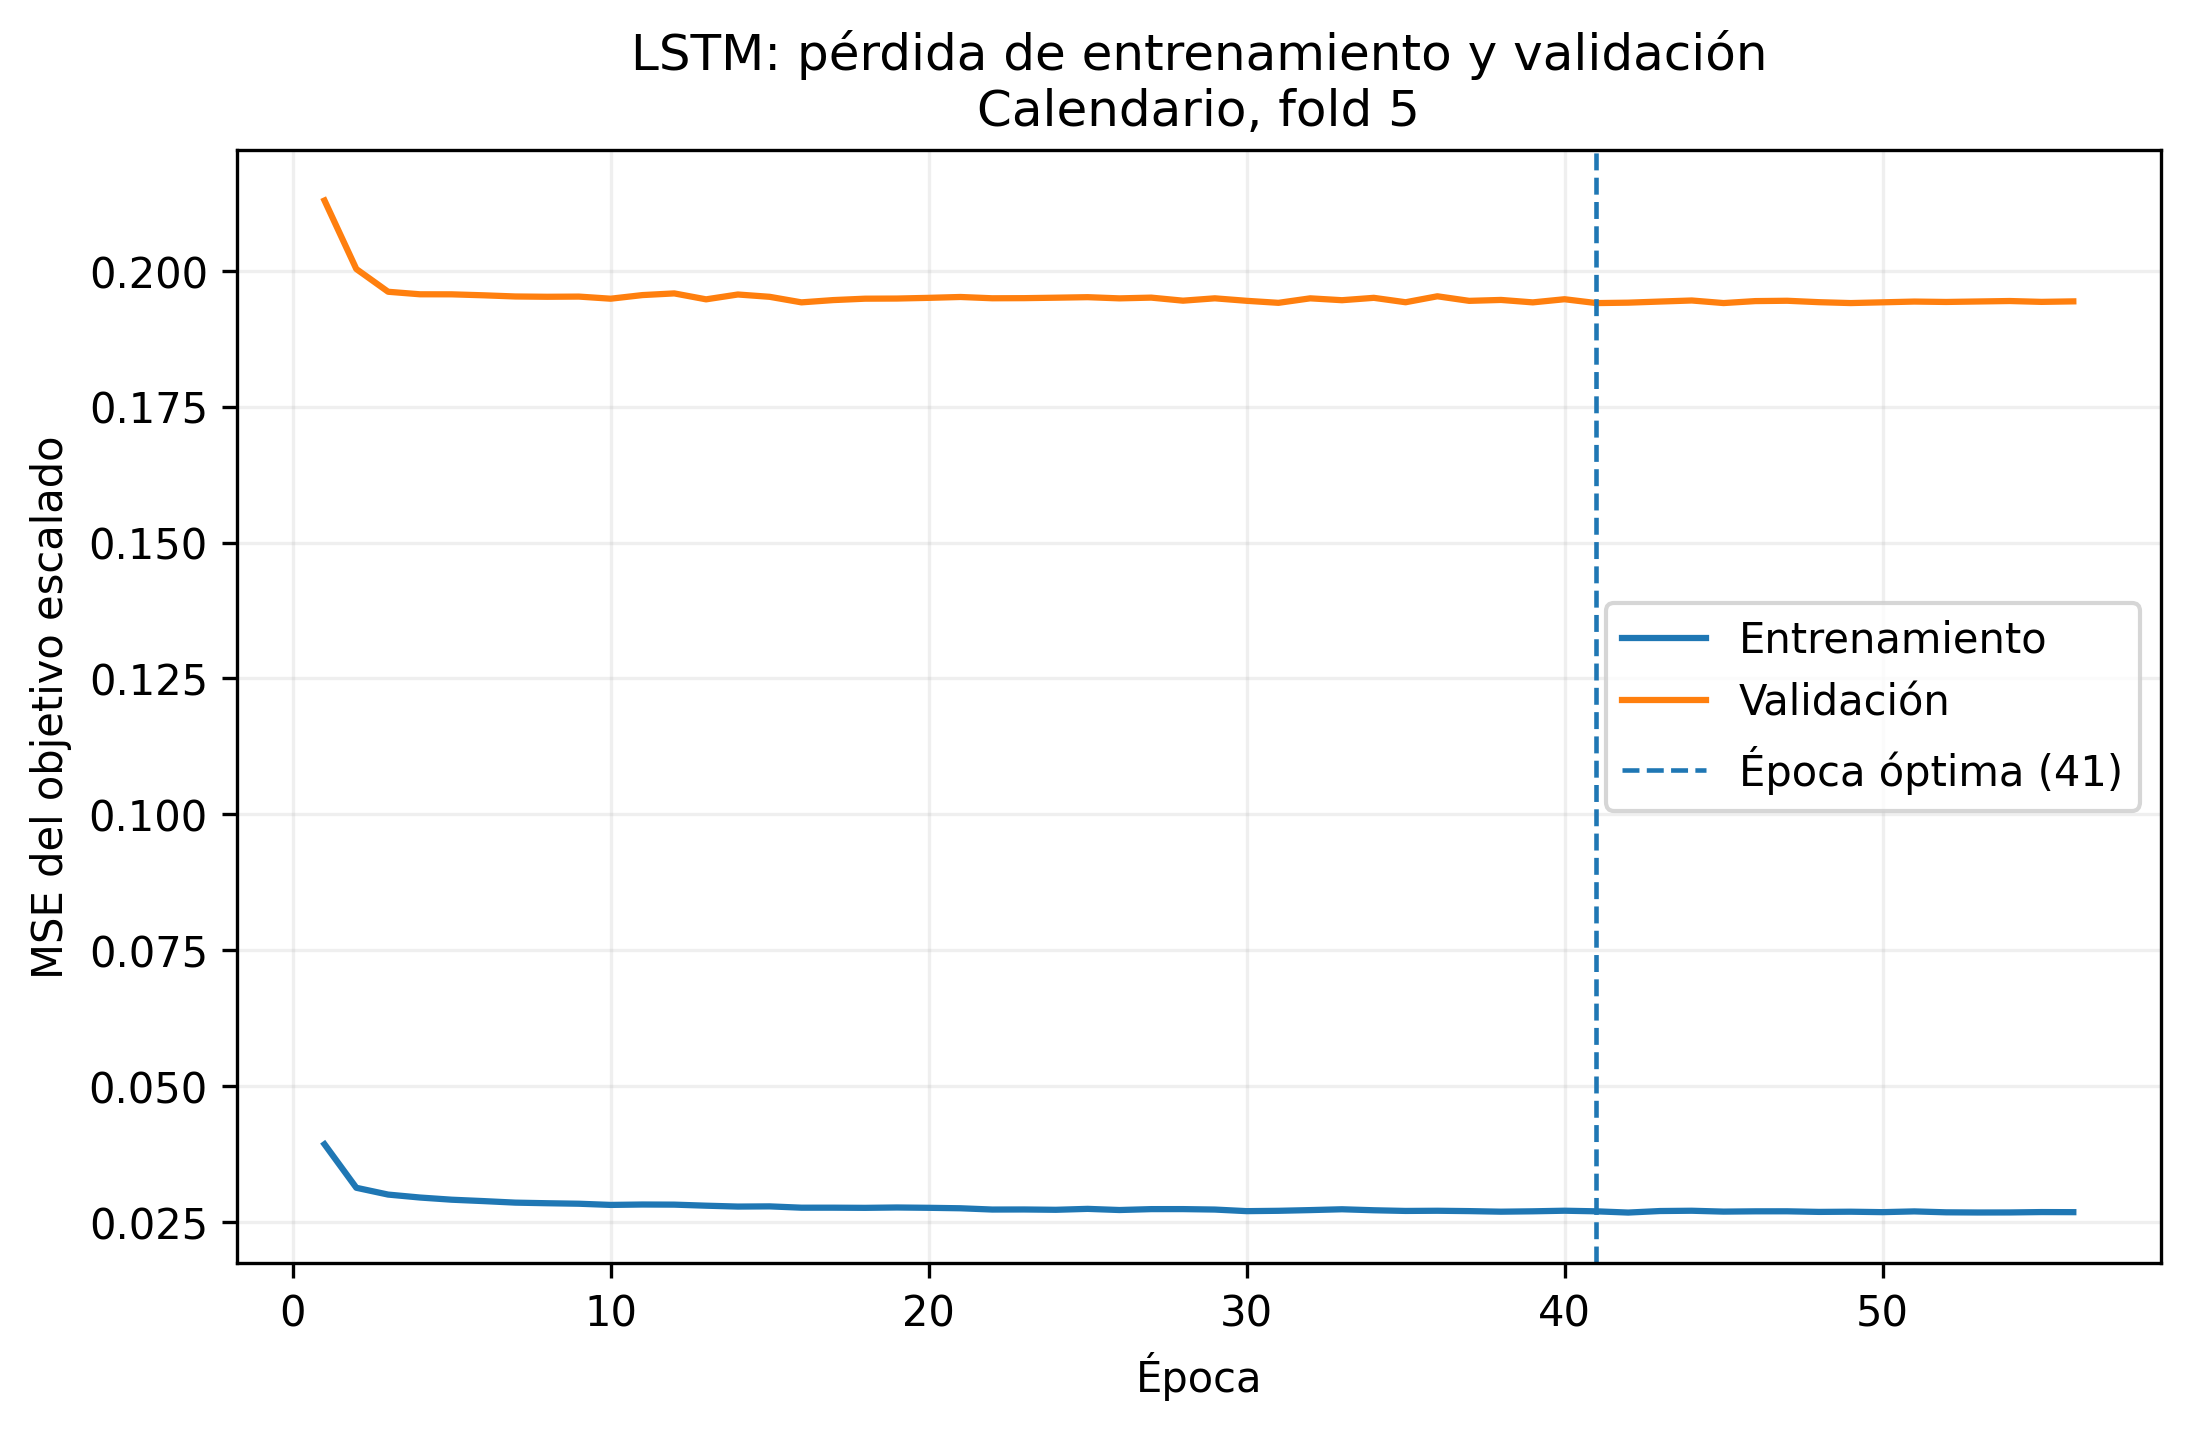 LSTM: pérdida de entrenamiento y validación
Calendario, fold 5
MSE del objetivo escalado
0.200
0.175
0.150
0.125
0.100
0.075
0.050
0.025
Entrenamiento
Validación
Época óptima (41)
0 10 20 30 40 50
Época